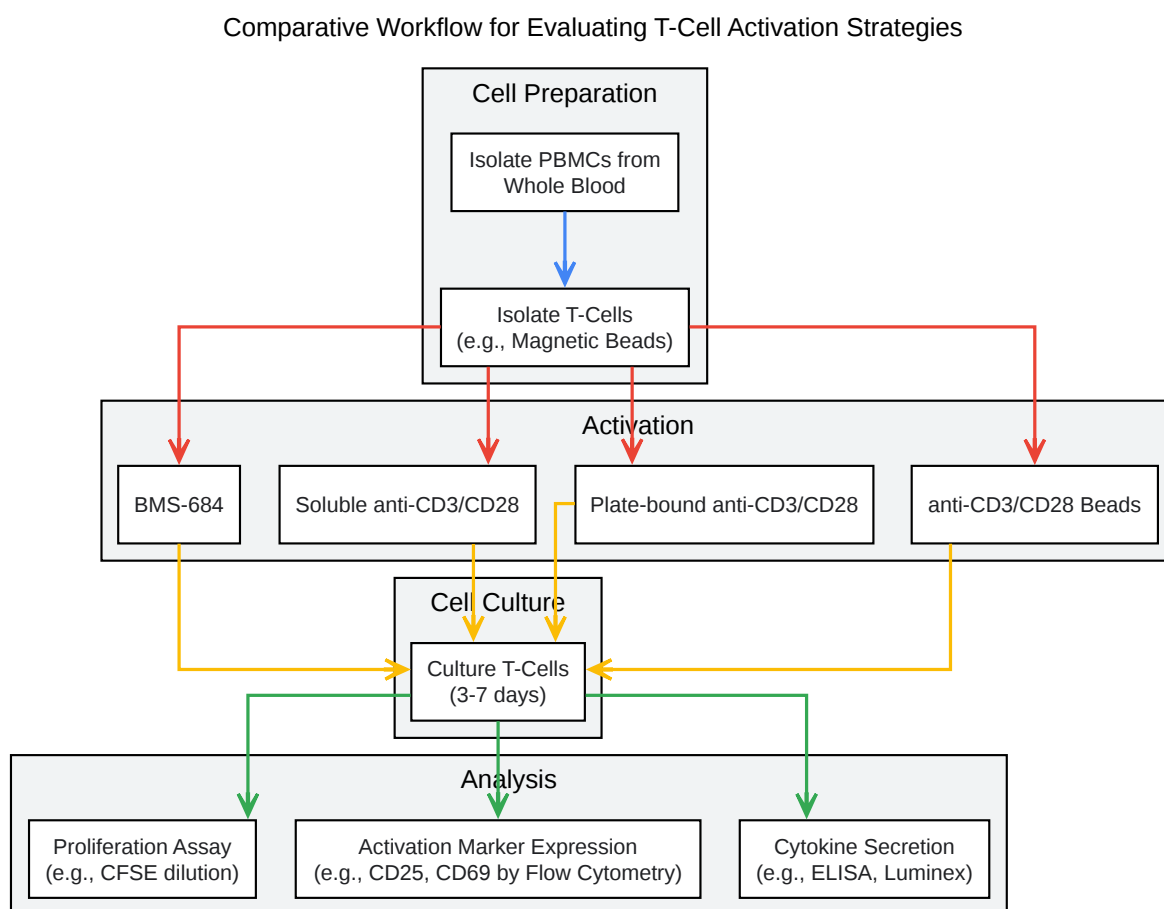 Comparative Workflow for Evaluating T-Cell Activation Strategies
Cell Preparation
Isolate PBMCs from
Whole Blood
Isolate T-Cells
(e.g., Magnetic Beads)
Activation
BMS-684
Soluble anti-CD3/CD28
Plate-bound anti-CD3/CD28
anti-CD3/CD28 Beads
Cell Culture
Culture T-Cells
(3-7 days)
Analysis
Proliferation Assay
(e.g., CFSE dilution)
Activation Marker Expression
(e.g., CD25, CD69 by Flow Cytometry)
Cytokine Secretion
(e.g., ELISA, Luminex)